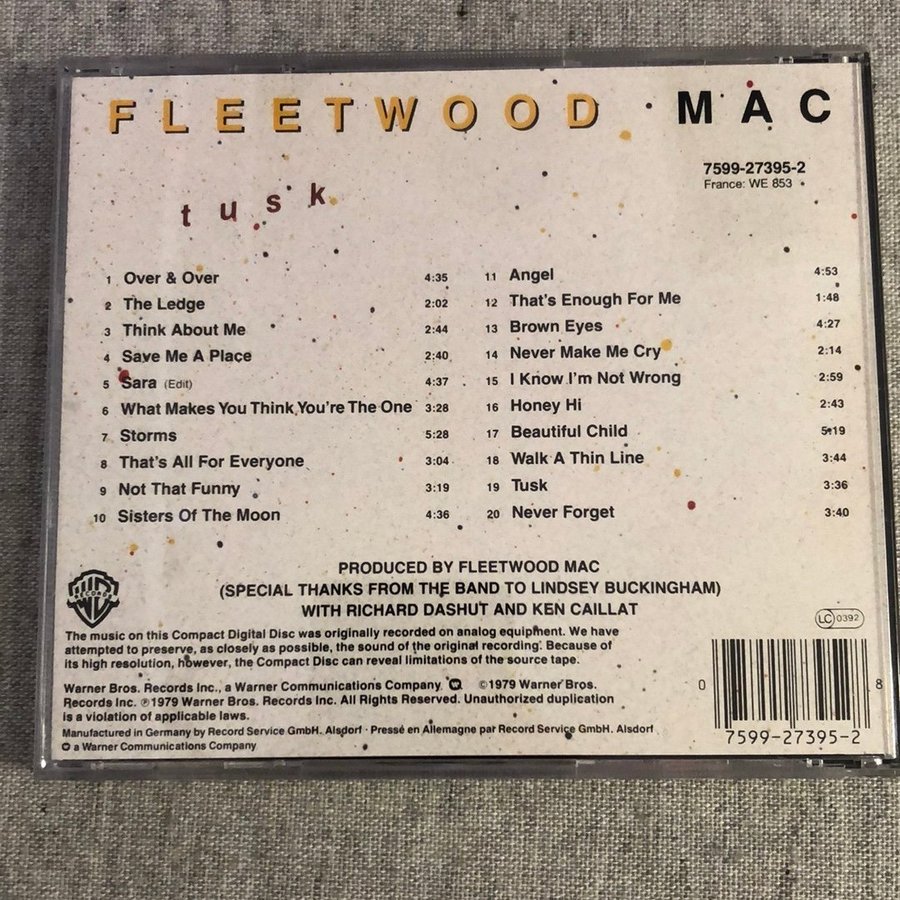 FLEETWOOD MAC
7599-27395-2
France: WE 853
tusk
1 Over & Over 4:35
2 The Ledge 2:02
3 Think About Me 2:44
4 Save Me A Place 2:40
5 Sara (Edit) 4:37
6 What Makes You Think You're The One 3:28
7 Storms 5:28
8 That's All For Everyone 3:04
9 Not That Funny 3:19
10 Sisters Of The Moon 4:36
11 Angel 4:53
12 That's Enough For Me 1:48
13 Brown Eyes 4:27
14 Never Make Me Cry 2:14
15 I Know I'm Not Wrong 2:59
16 Honey Hi 2:43
17 Beautiful Child 5:19
18 Walk A Thin Line 3:44
19 Tusk 3:36
20 Never Forget 3:40
PRODUCED BY FLEETWOOD MAC
(SPECIAL THANKS FROM THE BAND TO LINDSEY BUCKINGHAM)
WITH RICHARD DASHUT AND KEN CAILLAT
WB
RECORDS
LC 0392
The music on this Compact Digital Disc was originally recorded on analog equipment. We have
attempted to preserve, as closely as possible, the sound of the original recording. Because of
its high resolution, however, the Compact Disc can reveal limitations of the source tape.
Warner Bros. Records Inc., a Warner Communications Company. ©1979 Warner Bros.
Records Inc. ℗1979 Warner Bros. Records Inc. All Rights Reserved. Unauthorized duplication
is a violation of applicable laws.
Manufactured in Germany by Record Service GmbH. Alsdorf · Pressé en Allemagne par Record Service GmbH. Alsdorf
a Warner Communications Company
0 8
7599-27395-2